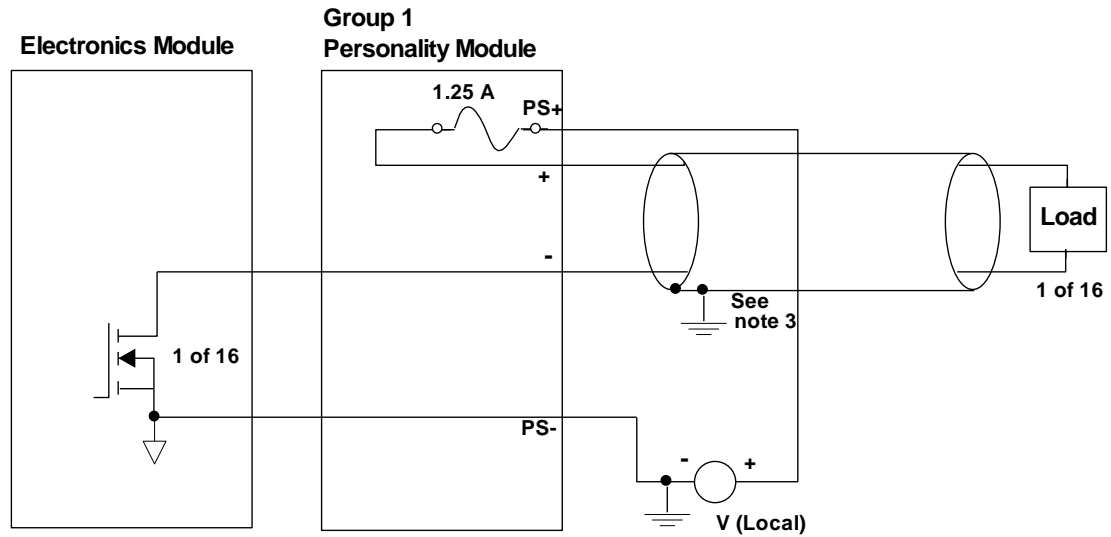 Group 1
Electronics Module
Personality Module
1.25 A
PS+
+
Load
-
1 of 16
See
note 3
1 of 16
PS-
-
+
V (Local)